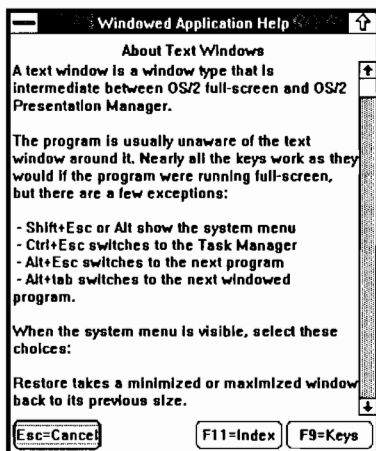 Windowed Application Help
About Text Windows
A text window is a window type that is
intermediate between OS/2 full-screen and OS/2
Presentation Manager.
The program is usually unaware of the text
window around it. Nearly all the keys work as they
would if the program were running full-screen,
but there are a few exceptions:
- Shift+Esc or Alt show the system menu
- Ctrl+Esc switches to the Task Manager
- Alt+Esc switches to the next program
- Alt+tab switches to the next windowed
program.
When the system menu is visible, select these
choices:
Restore takes a minimized or maximized window
back to its previous size.
Esc=Cancel F11=Index F9=Keys